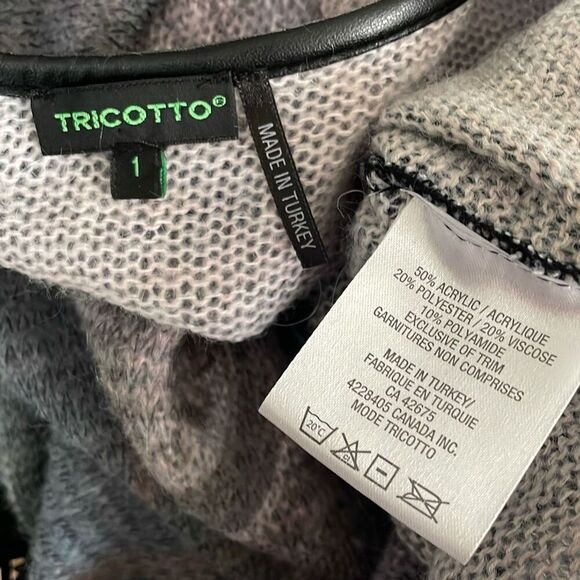 TRICOTTO®
1
MADE IN TURKEY
50% ACRYLIC / ACRYLIQUE
20% POLYESTER / 20% VISCOSE
10% POLYAMIDE
EXCLUSIVE OF TRIM
GARNITURES NON COMPRISES
MADE IN TURKEY/
FABRIQUE EN TURQUIE
CA 42675
4228405 CANADA INC.
MODE TRICOTTO
20°C